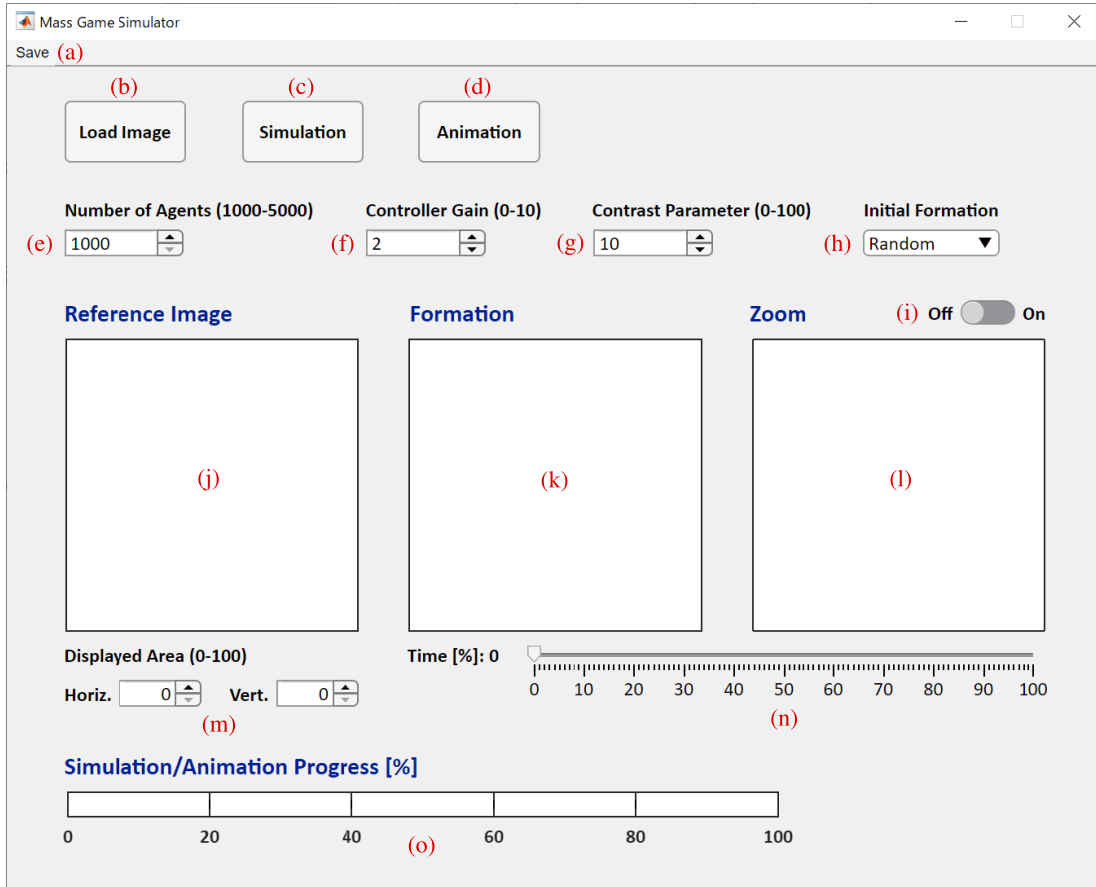 Mass Game Simulator
Save (a)
(b) (c) (d)
Load Image Simulation Animation
Number of Agents (1000-5000) Controller Gain (0-10) Contrast Parameter (0-100) Initial Formation
(e) 1000 (f) 2 (g) 10 (h) Random
Reference Image Formation Zoom (i) Off On
(j) (k) (l)
Displayed Area (0-100) Time [%]: 0
Horiz. 0 Vert. 0 0 10 20 30 40 50 60 70 80 90 100
(m) (n)
Simulation/Animation Progress [%]
0 20 40 60 80 100
(o)